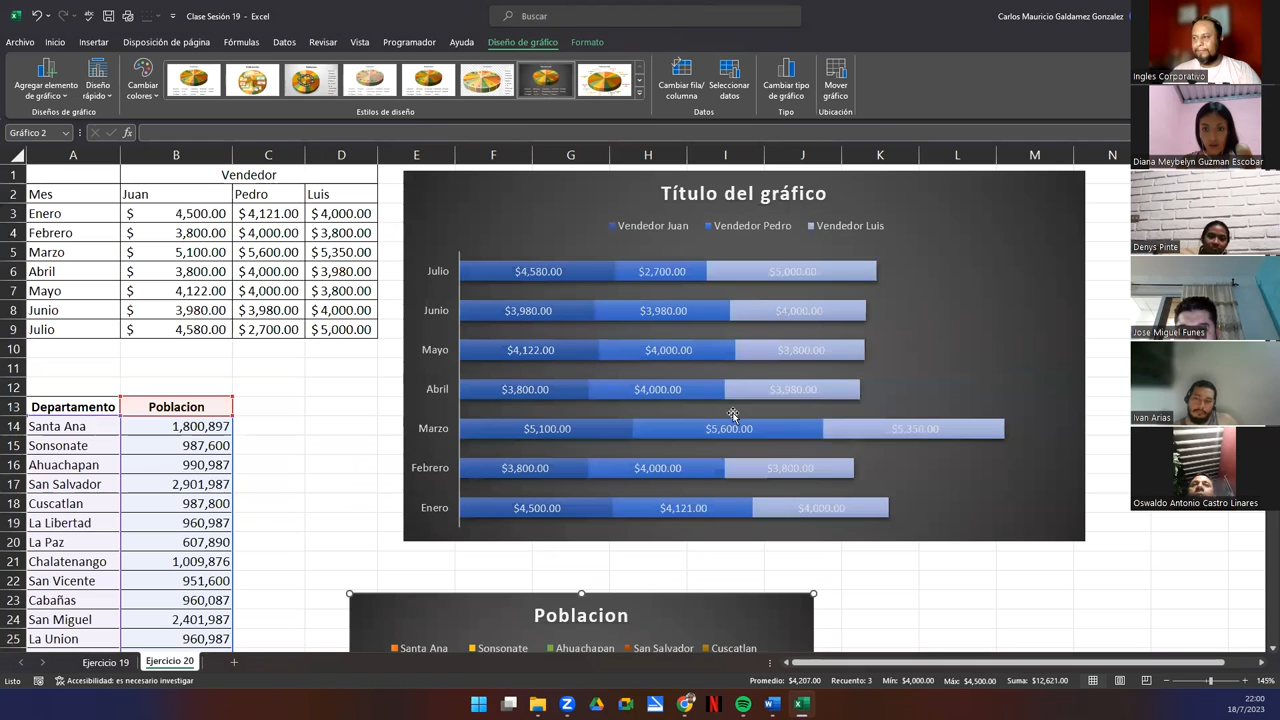 Clase Sesión 19 - Excel
Buscar
Carlos Mauricio Galdamez Gonzalez
Archivo Inicio Insertar Disposición de página Fórmulas Datos Revisar Vista Programador Ayuda Diseño de gráfico Formato
Agregar elemento de gráfico
Diseño rápido
Cambiar colores
Cambiar fila/columna
Seleccionar datos
Cambiar tipo de gráfico
Mover gráfico
Diseños de gráfico Estilos de diseño Datos Tipo Ubicación
Gráfico 2 fx
A B C D E F G H I J K L M N
1 Vendedor
2 Mes Juan Pedro Luis
3 Enero $ 4,500.00 $ 4,121.00 $ 4,000.00
4 Febrero $ 3,800.00 $ 4,000.00 $ 3,800.00
5 Marzo $ 5,100.00 $ 5,600.00 $ 5,350.00
6 Abril $ 3,800.00 $ 4,000.00 $ 3,980.00
7 Mayo $ 4,122.00 $ 4,000.00 $ 3,800.00
8 Junio $ 3,980.00 $ 3,980.00 $ 4,000.00
9 Julio $ 4,580.00 $ 2,700.00 $ 5,000.00
10
11
12
13 Departamento Poblacion
14 Santa Ana 1,800,897
15 Sonsonate 987,600
16 Ahuacapan 990,987
17 San Salvador 2,901,987
18 Cuscatlan 987,800
19 La Libertad 960,987
20 La Paz 607,890
21 Chalatenango 1,009,876
22 San Vicente 951,600
23 Cabañas 960,087
24 San Miguel 2,401,987
25 La Union 960,987
Título del gráfico
Vendedor Juan Vendedor Pedro Vendedor Luis
Julio $4,580.00 $2,700.00 $5,000.00
Junio $3,980.00 $3,980.00 $4,000.00
Mayo $4,122.00 $4,000.00 $3,800.00
Abril $3,800.00 $4,000.00 $3,980.00
Marzo $5,100.00 $5,600.00 $5,350.00
Febrero $3,800.00 $4,000.00 $3,800.00
Enero $4,500.00 $4,121.00 $4,000.00
Poblacion
Santa Ana Sonsonate Ahuachapan San Salvador Cuscatlan
Ingles Corporativo
Diana Meybelyn Guzman Escobar
Denys Pinte
Jose Miguel Funes
Ivan Arias
Oswaldo Antonio Castro Linares
Ejercicio 19 Ejercicio 20
Listo Accesibilidad: es necesario investigar Promedio: $4,207.00 Recuento: 3 Mín: $4,000.00 Máx: $4,500.00 Suma: $12,621.00 145%
22:00
18/7/2023